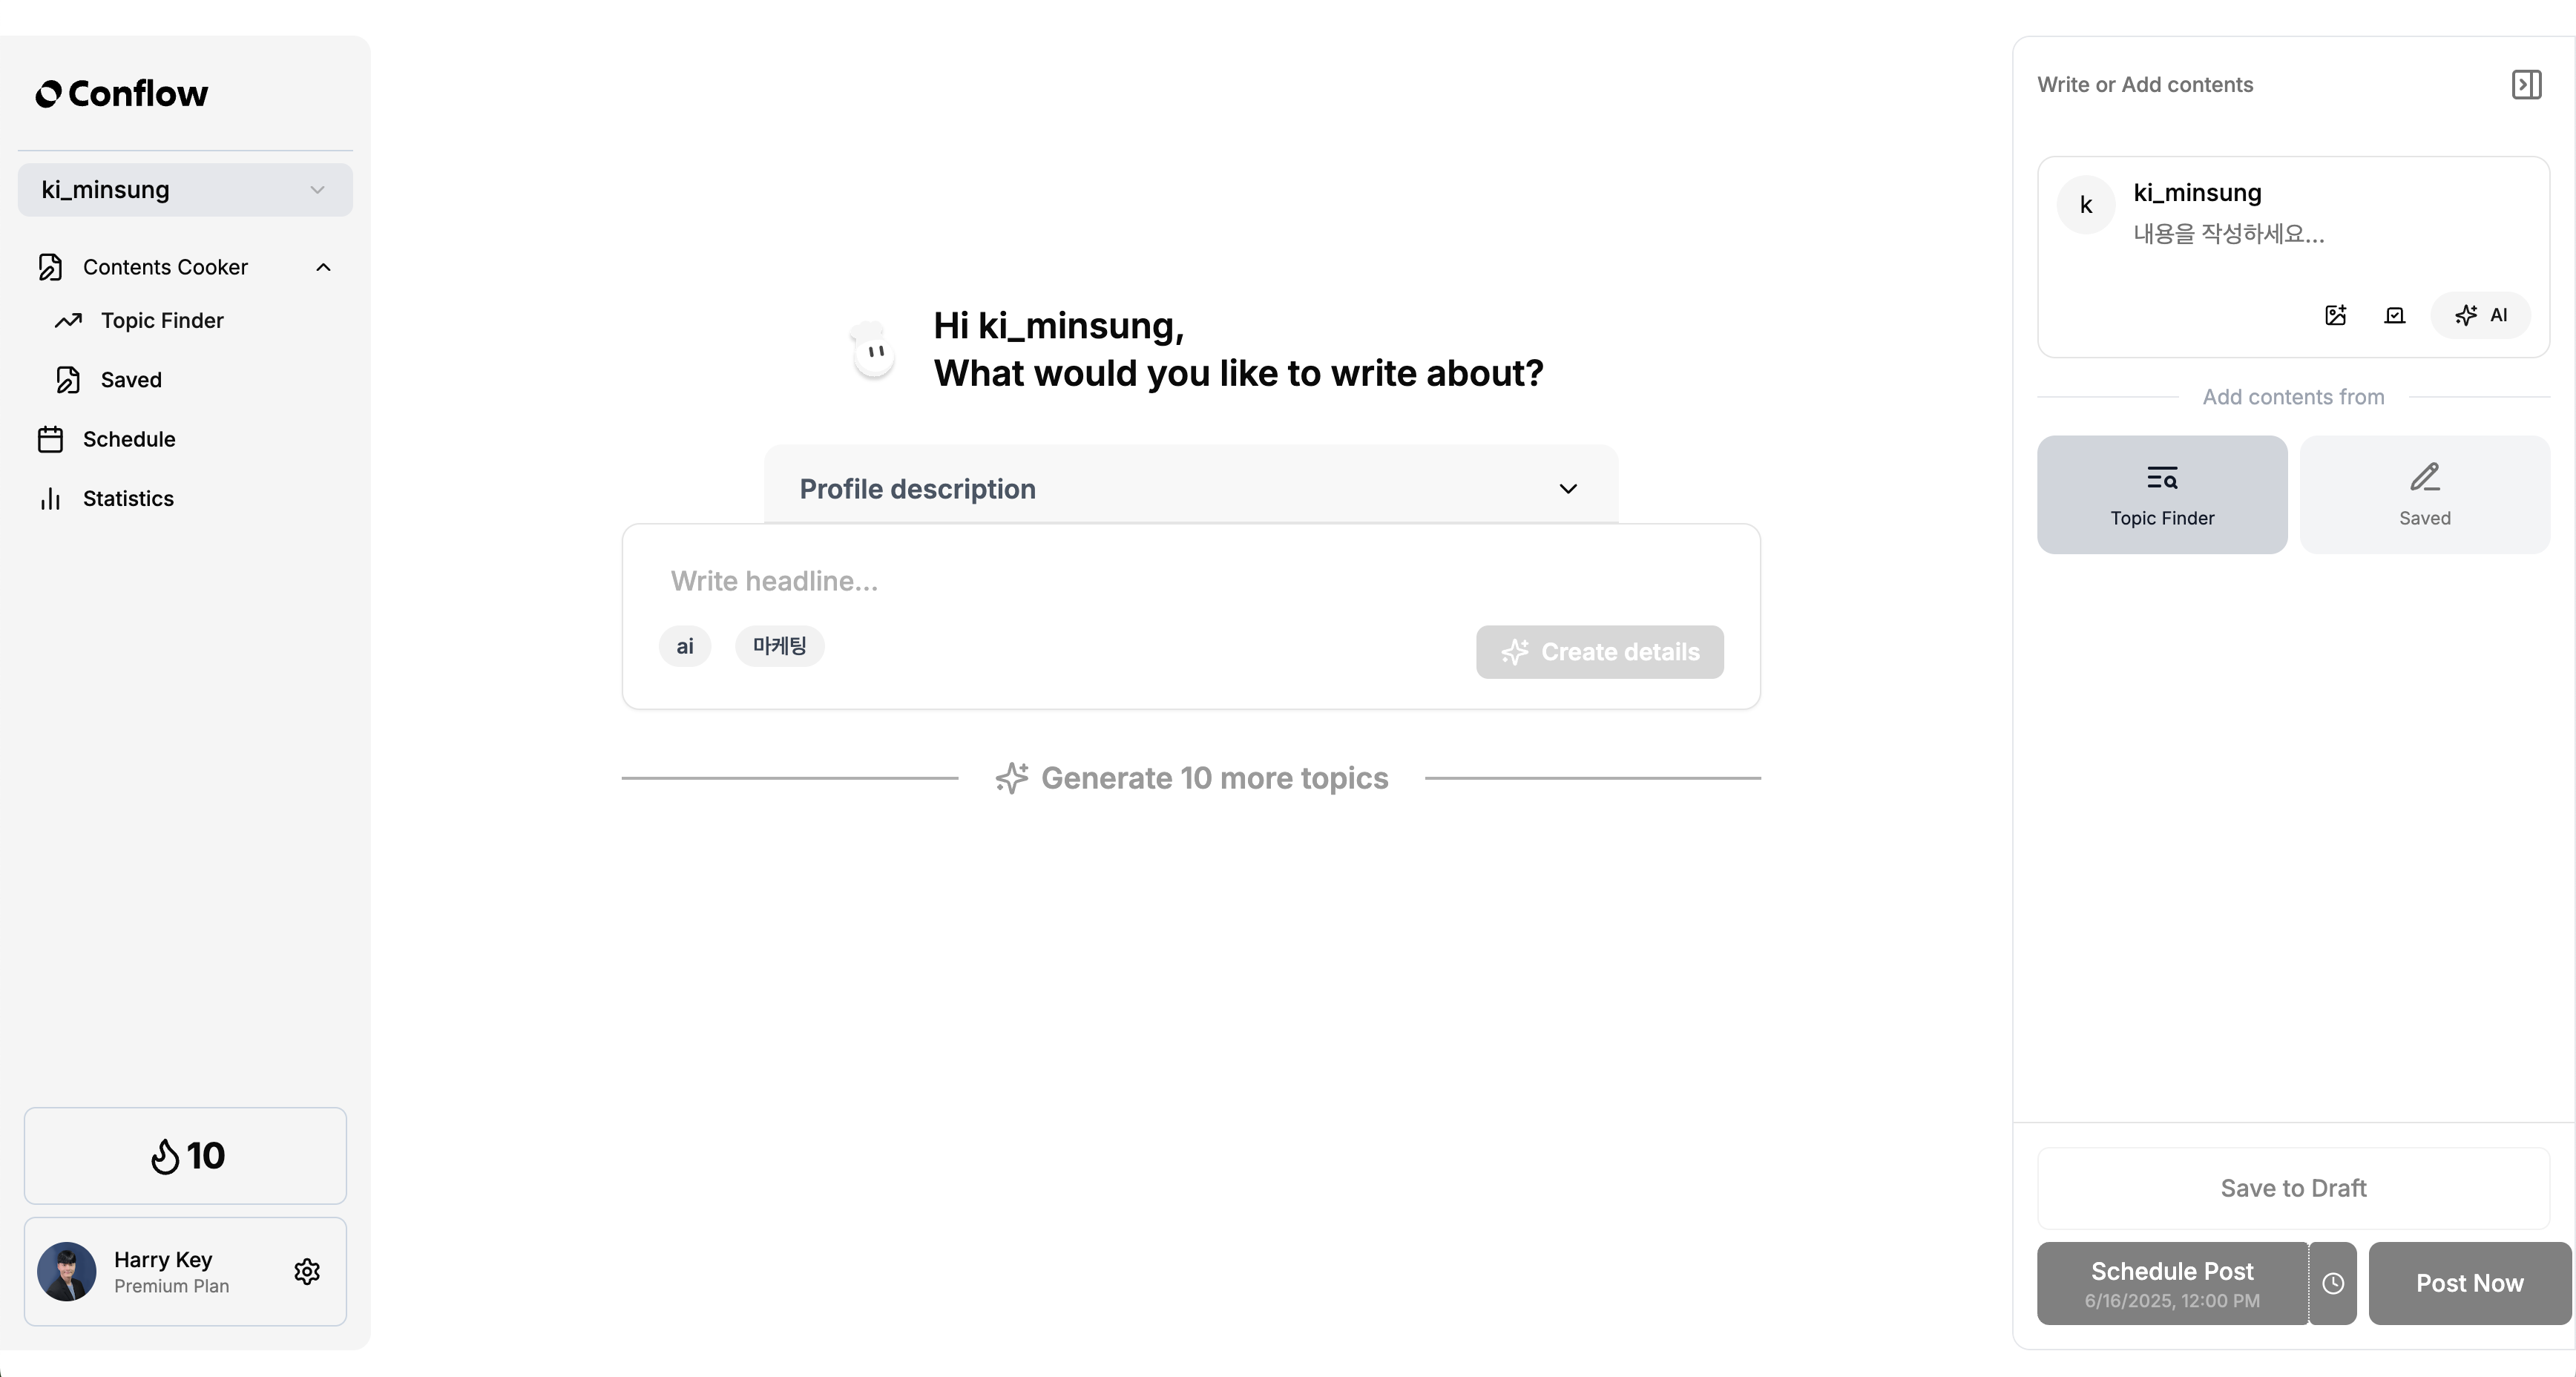 Conflow
ki_minsung
Contents Cooker
Topic Finder
Saved
Schedule
Statistics
10
Harry Key
Premium Plan
Hi ki_minsung,
What would you like to write about?
Profile description
Write headline...
ai
마케팅
Create details
Generate 10 more topics
Write or Add contents
k
ki_minsung
내용을 작성하세요...
AI
Add contents from
Topic Finder
Saved
Save to Draft
Schedule Post
6/16/2025, 12:00 PM
Post Now